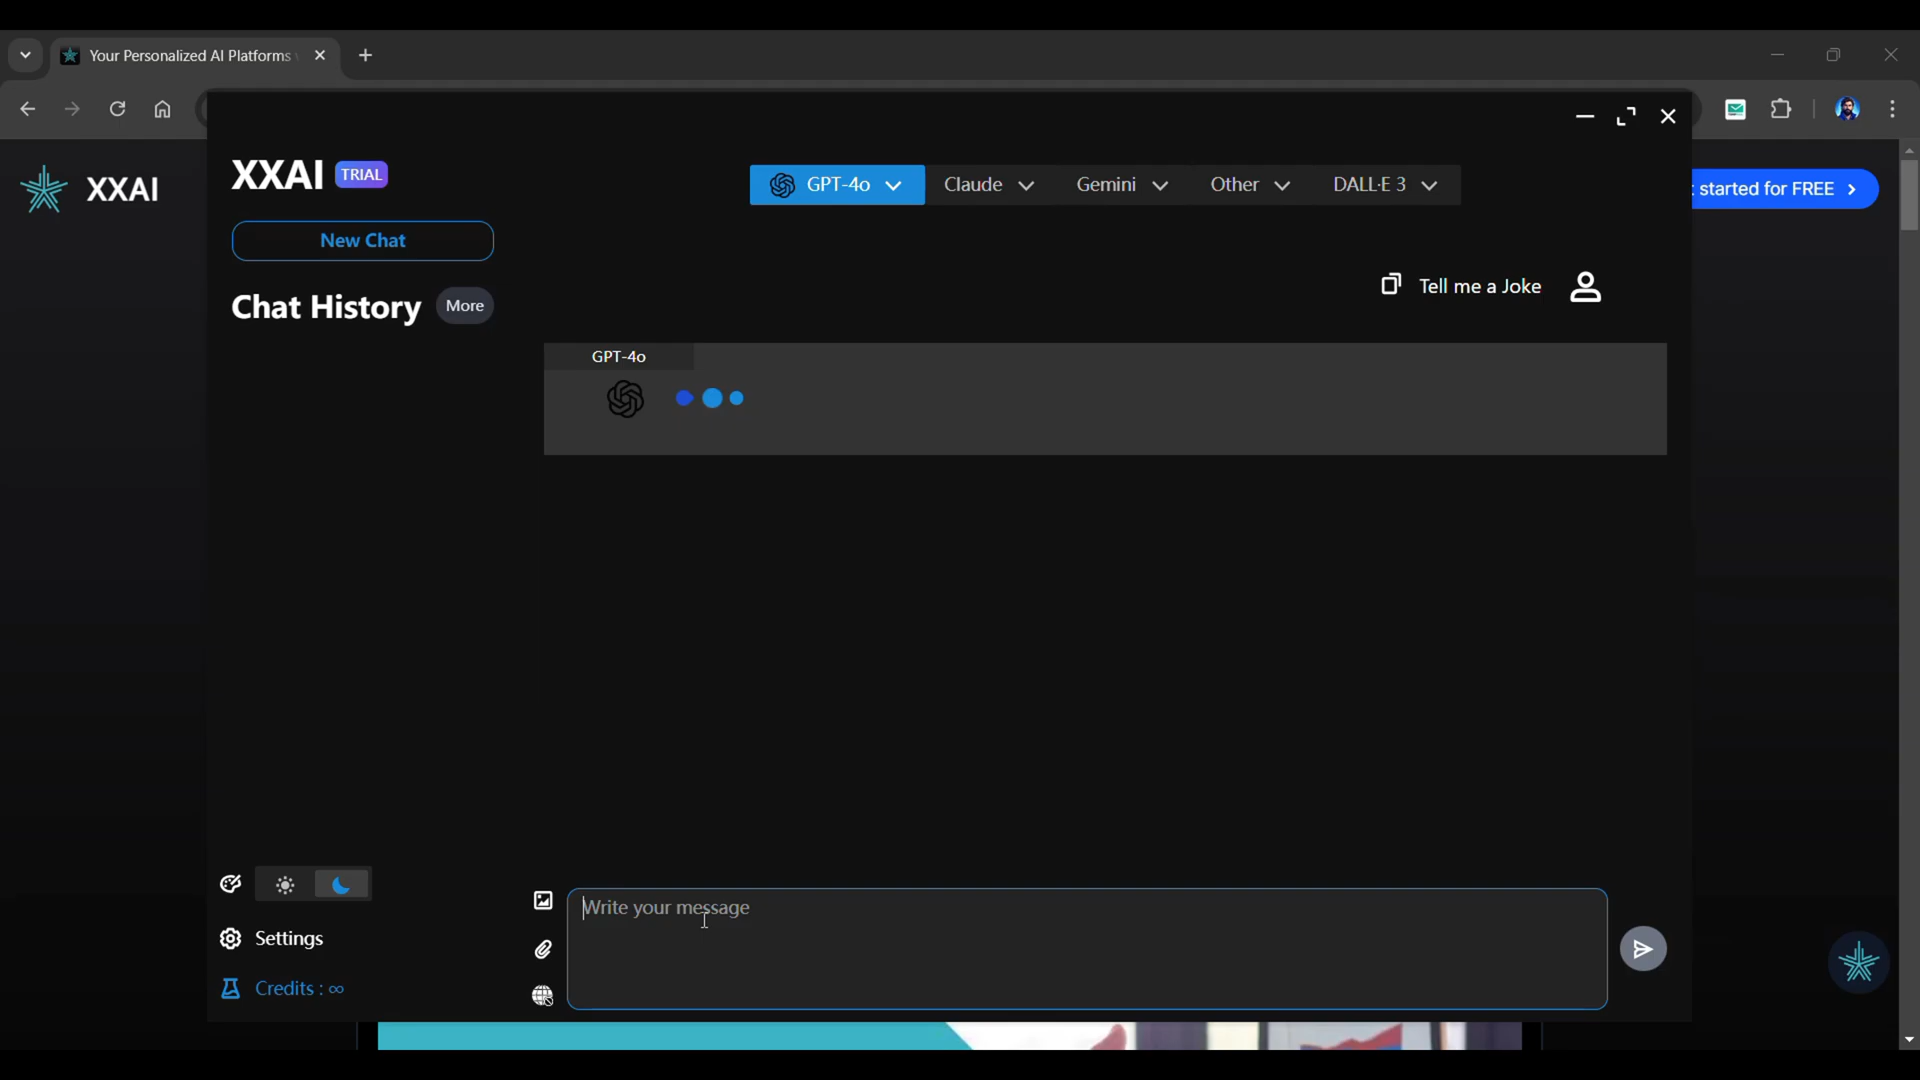 Your Personalized AI Platforms
XXAI
XXAI TRIAL
GPT-4o
Claude
Gemini
Other
DALL·E 3
started for FREE
New Chat
Tell me a Joke
Chat History
More
GPT-4o
Write your message
Settings
Credits : ∞